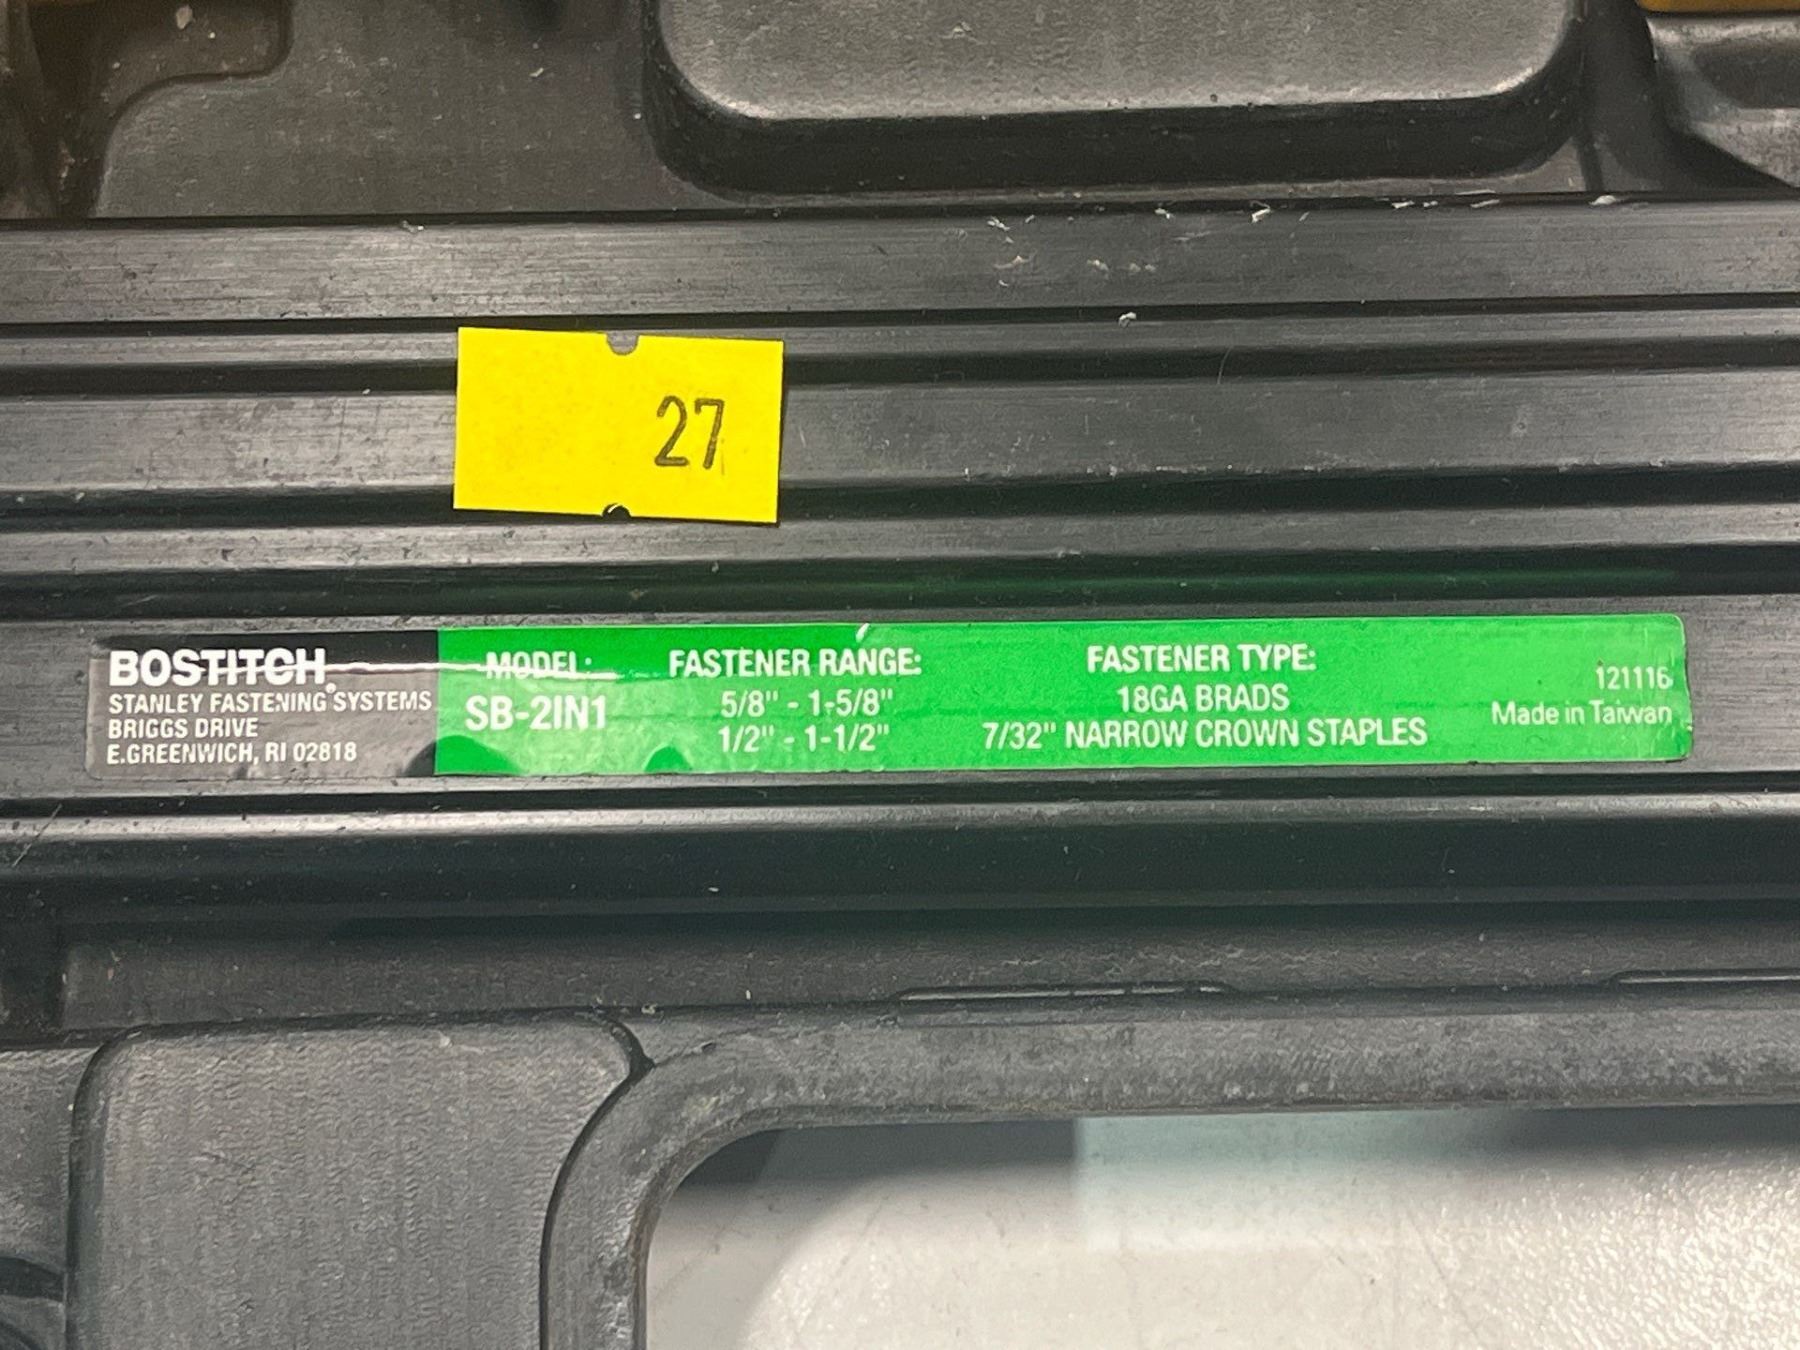 27
BOSTITCH®
STANLEY FASTENING SYSTEMS
BRIGGS DRIVE
E.GREENWICH, RI 02818
MODEL:
SB-2IN1
FASTENER RANGE:
5/8" - 1-5/8"
1/2" - 1-1/2"
FASTENER TYPE:
18GA BRADS
7/32" NARROW CROWN STAPLES
121116
Made in Taiwan